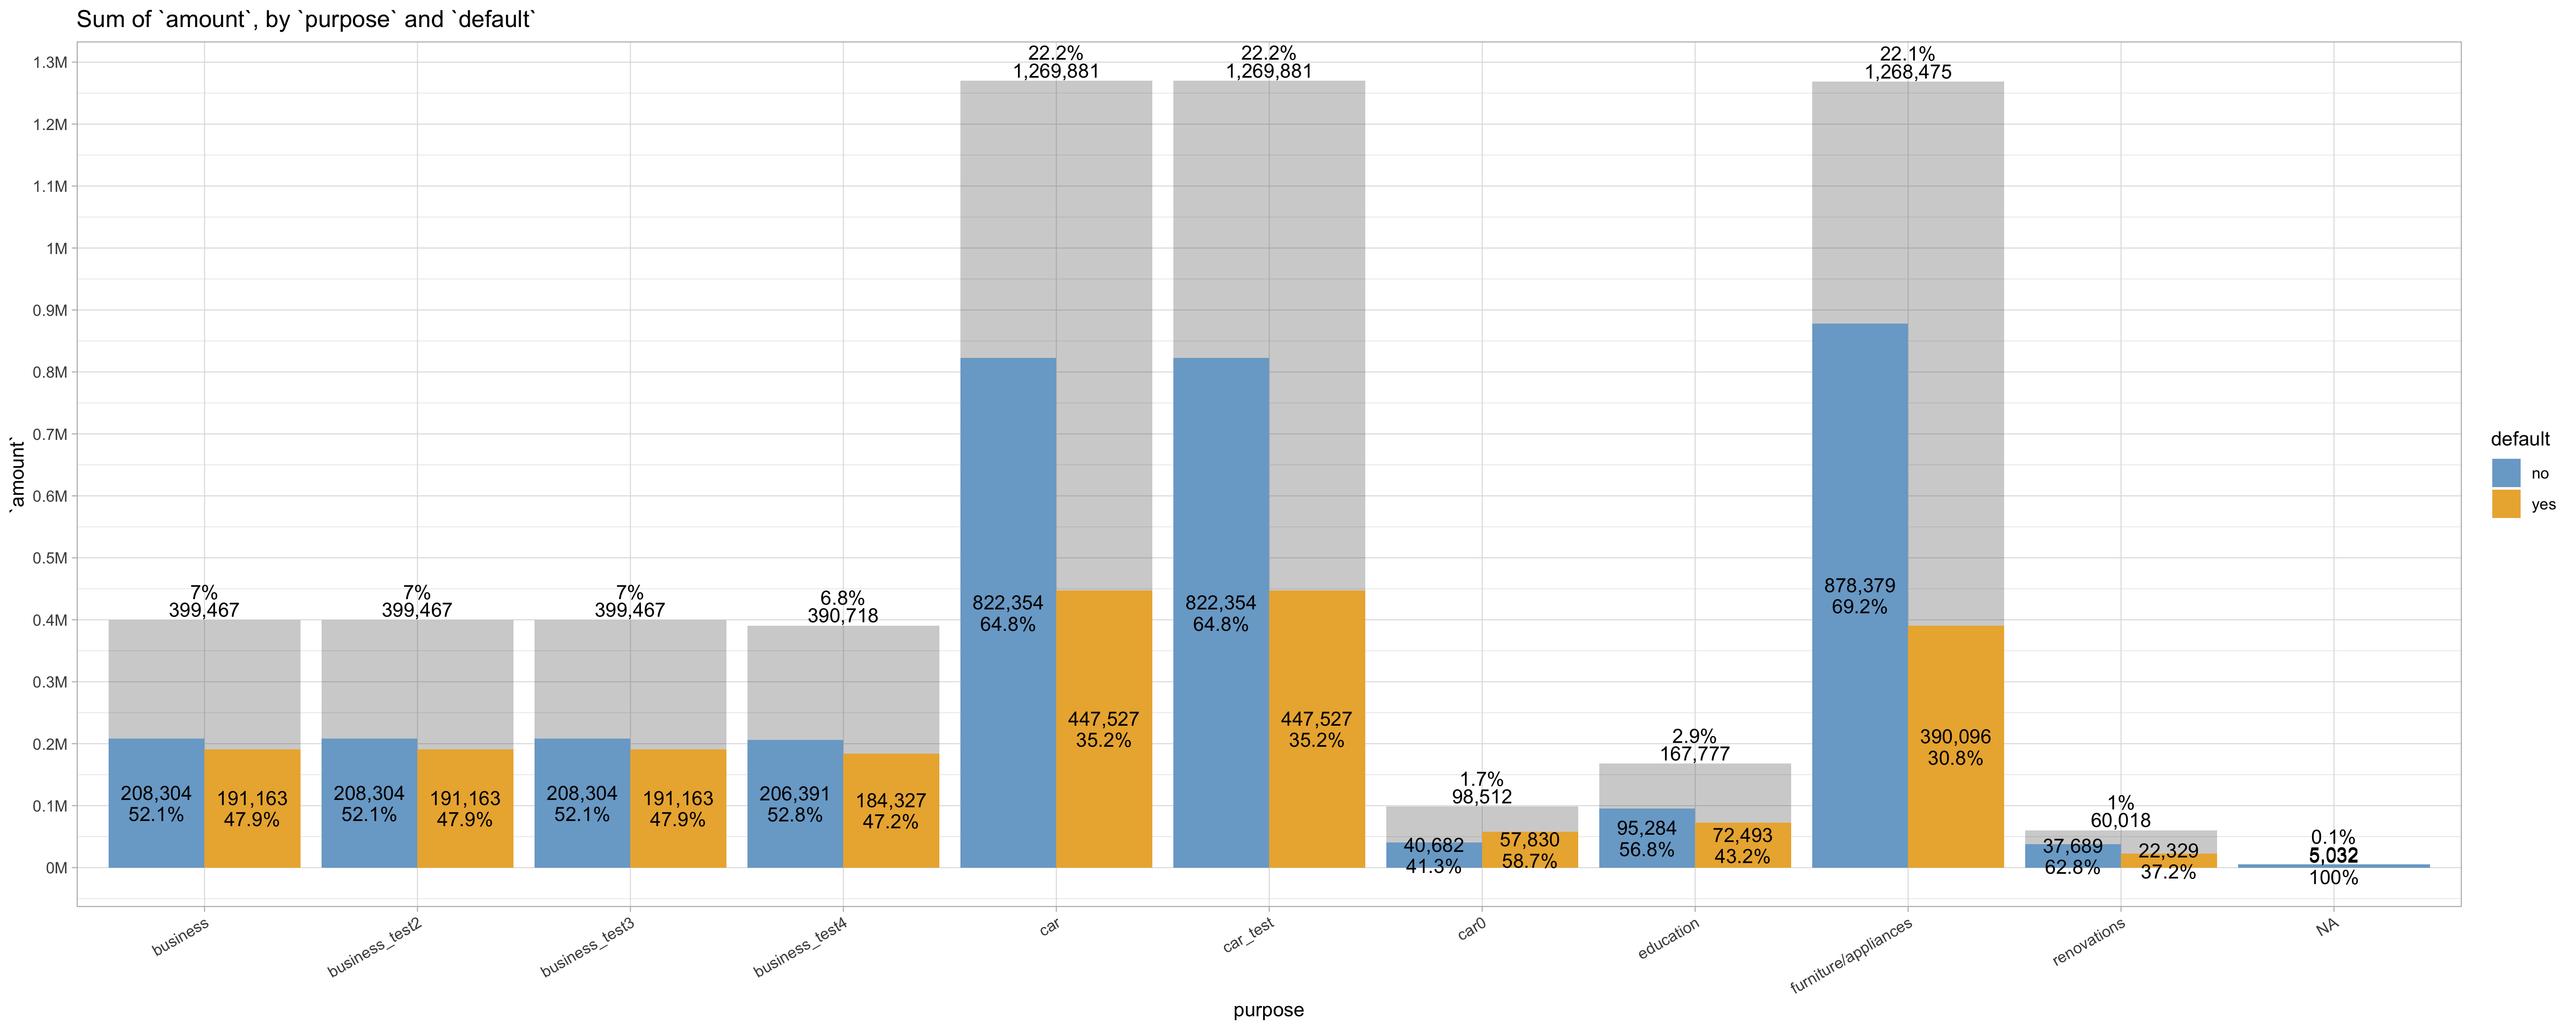 Sum of `amount`, by `purpose` and `default`
1.3M
1.2M
1.1M
1M
0.9M
0.8M
0.7M
0.6M
0.5M
0.4M
0.3M
0.2M
0.1M
0M
`amount`
7%
399,467
208,304
52.1%
191,163
47.9%
7%
399,467
208,304
52.1%
191,163
47.9%
7%
399,467
208,304
52.1%
191,163
47.9%
6.8%
390,718
206,391
52.8%
184,327
47.2%
22.2%
1,269,881
822,354
64.8%
447,527
35.2%
22.2%
1,269,881
822,354
64.8%
447,527
35.2%
1.7%
98,512
40,682
41.3%
57,830
58.7%
2.9%
167,777
95,284
56.8%
72,493
43.2%
22.1%
1,268,475
878,379
69.2%
390,096
30.8%
1%
60,018
37,689
62.8%
22,329
37.2%
0.1%
5,032
5,032
100%
business
business_test2
business_test3
business_test4
car
car_test
car0
education
furniture/appliances
renovations
NA
purpose
default
no
yes